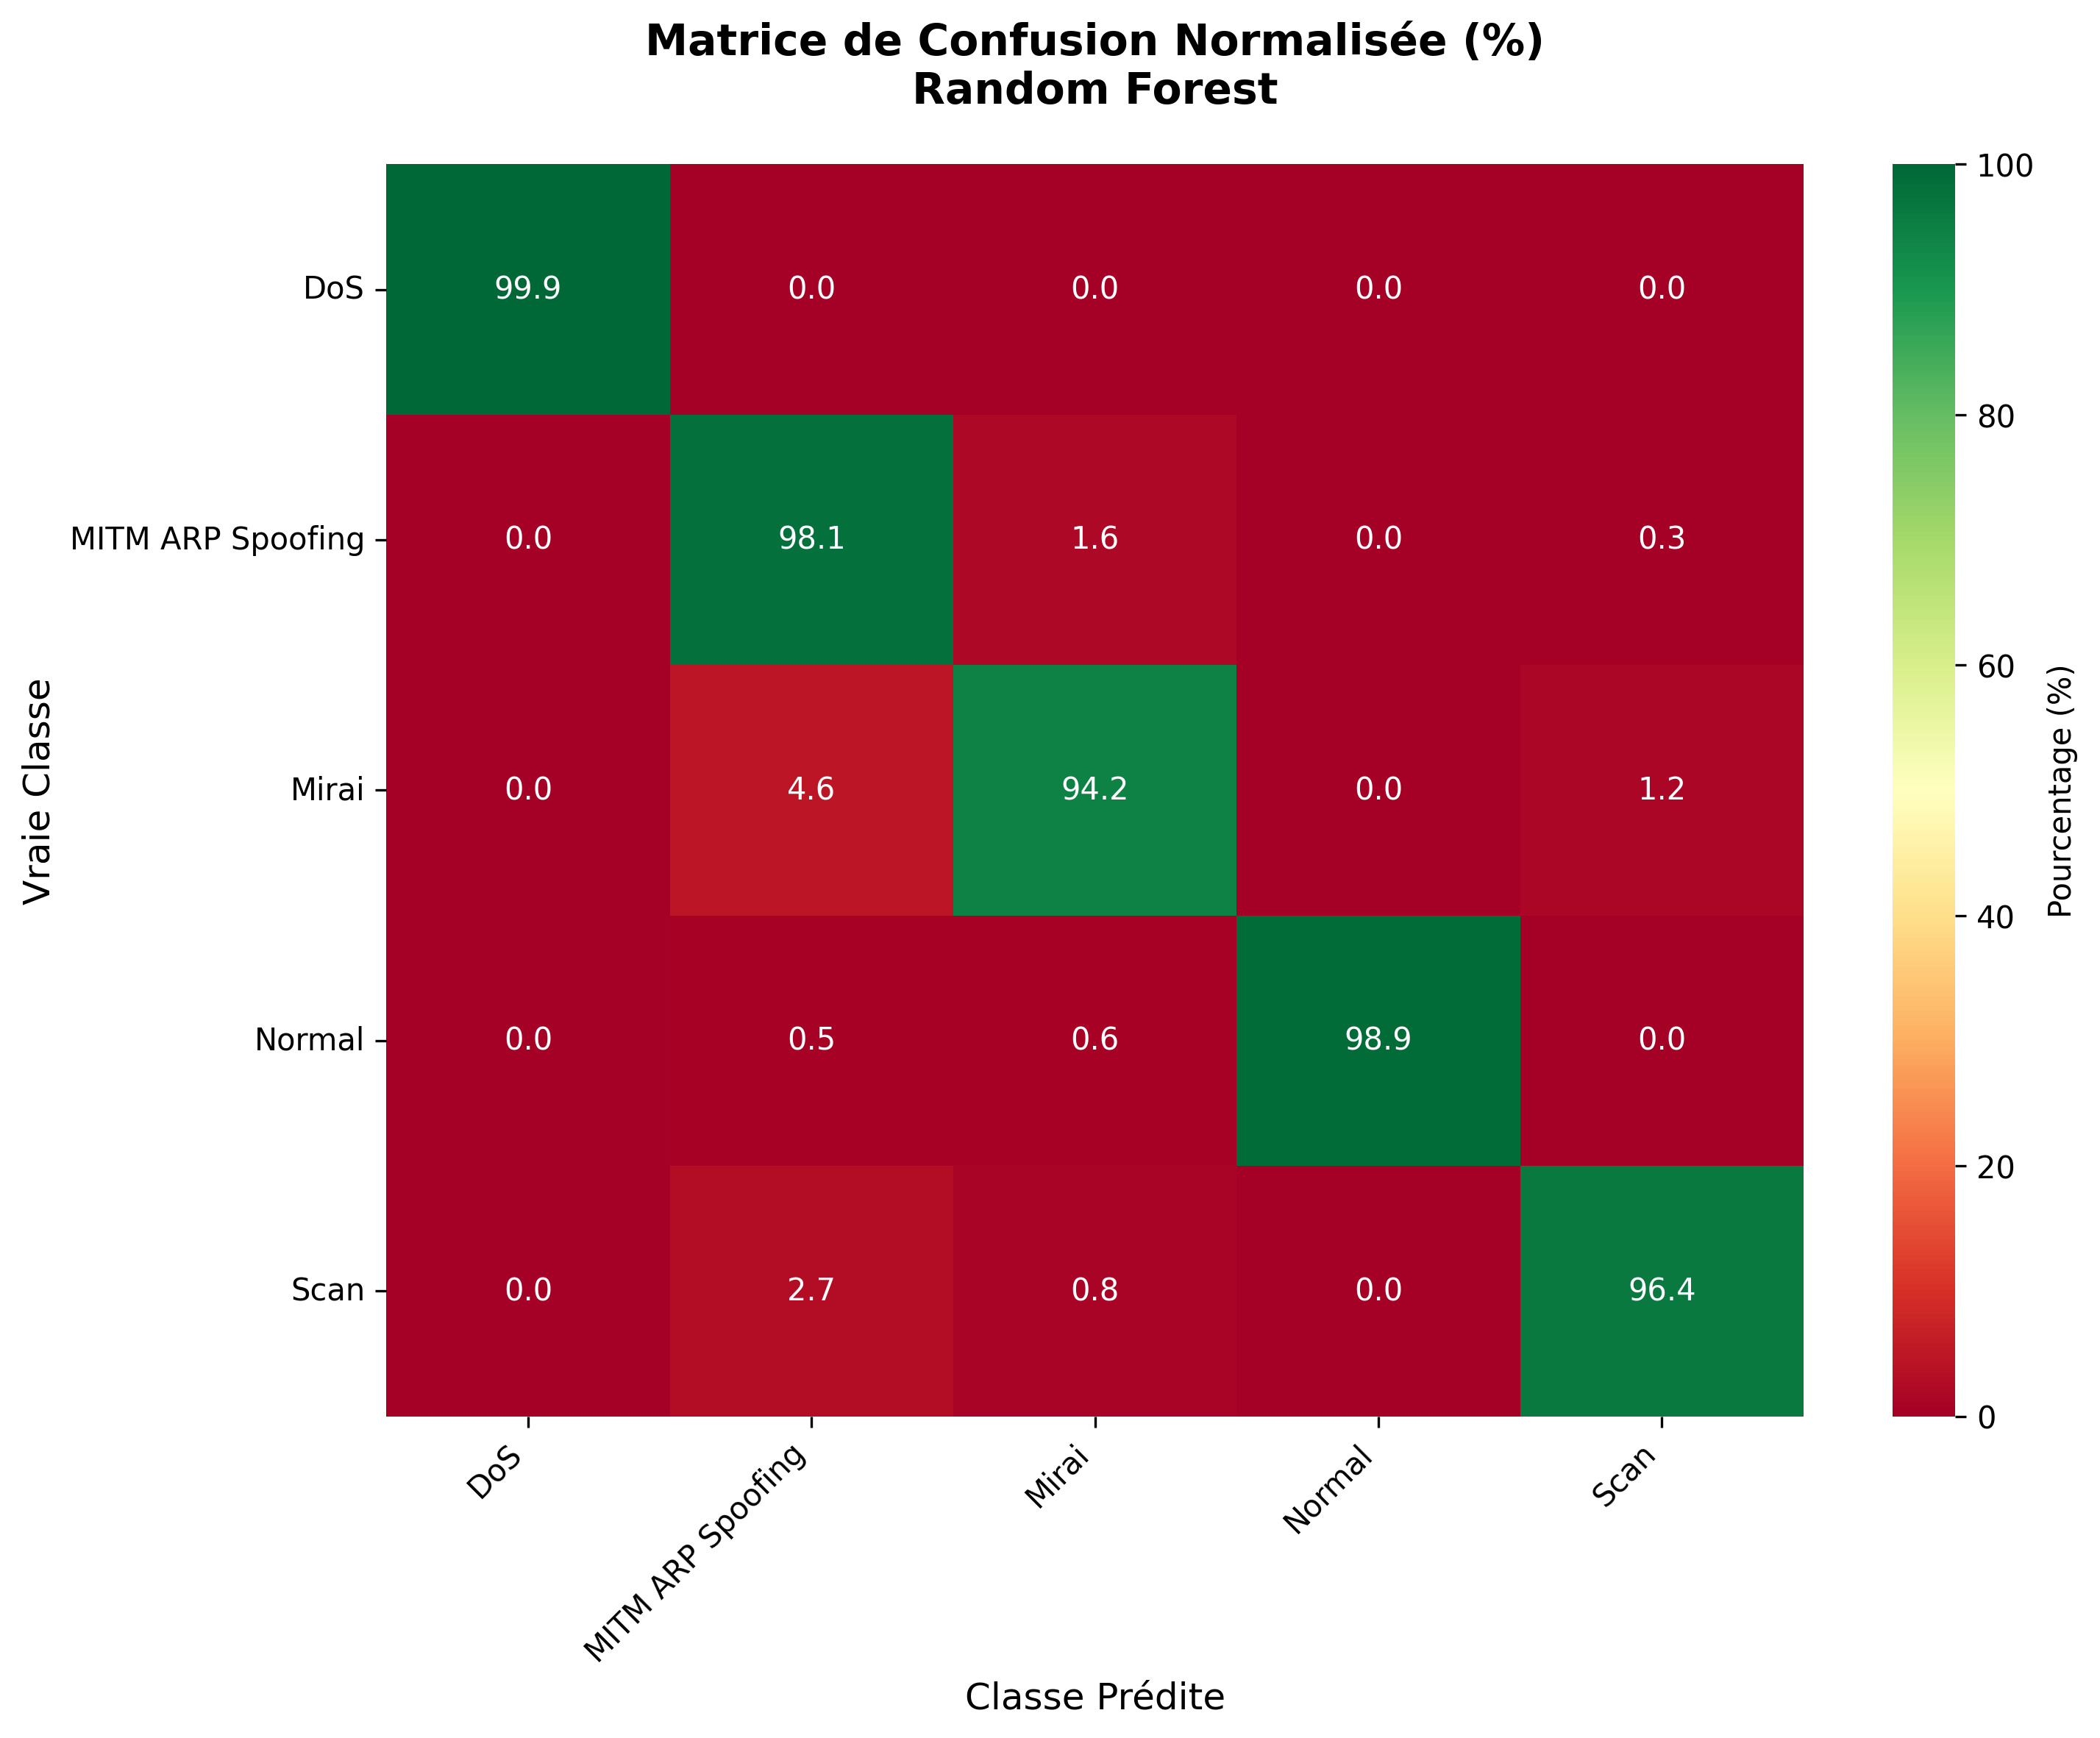 Matrice de Confusion Normalisée (%)
Random Forest
DoS 99.9 0.0 0.0 0.0 0.0
MITM ARP Spoofing 0.0 98.1 1.6 0.0 0.3
Mirai 0.0 4.6 94.2 0.0 1.2
Normal 0.0 0.5 0.6 98.9 0.0
Scan 0.0 2.7 0.8 0.0 96.4
Vraie Classe
DoS
MITM ARP Spoofing
Mirai
Normal
Scan
Classe Prédite
100
80
60
40
20
0
Pourcentage (%)